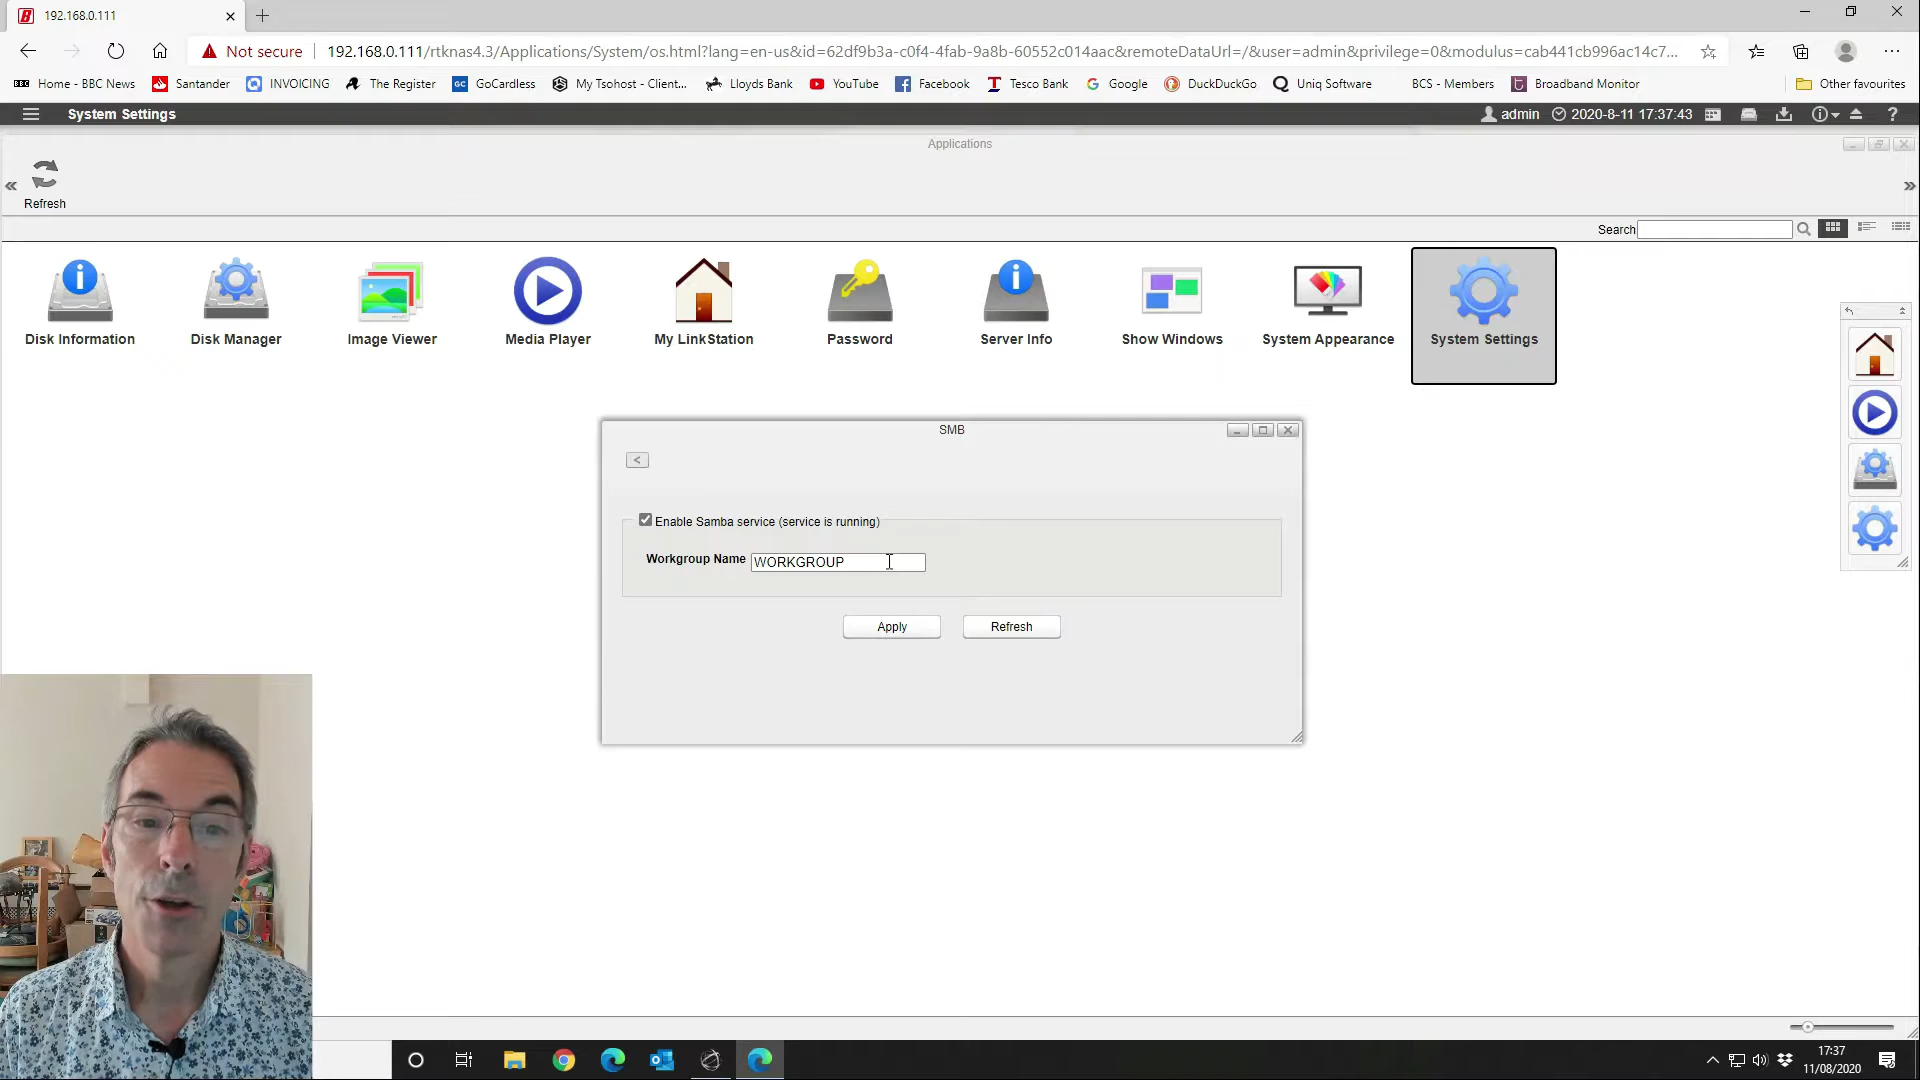 192.168.0.111
Not secure
192.168.0.111/rtknas4.3/Applications/System/os.html?lang=en-us&id=62df9b3a-c0f4-4fab-9a8b-60552c014aac&remoteDataUrl=/&user=admin&privilege=0&modulus=cab441cb996ac14c7...
BBC Home - BBC News
Santander
INVOICING
The Register
GC GoCardless
My Tsohost - Client...
Lloyds Bank
YouTube
Facebook
Tesco Bank
Google
DuckDuckGo
Uniq Software
BCS - Members
Broadband Monitor
Other favourites
System Settings
admin
2020-8-11 17:37:43
Applications
Refresh
Search
Disk Information
Disk Manager
Image Viewer
Media Player
My LinkStation
Password
Server Info
Show Windows
System Appearance
System Settings
SMB
<
Enable Samba service (service is running)
Workgroup Name WORKGROUP
Apply
Refresh
17:37
11/08/2020